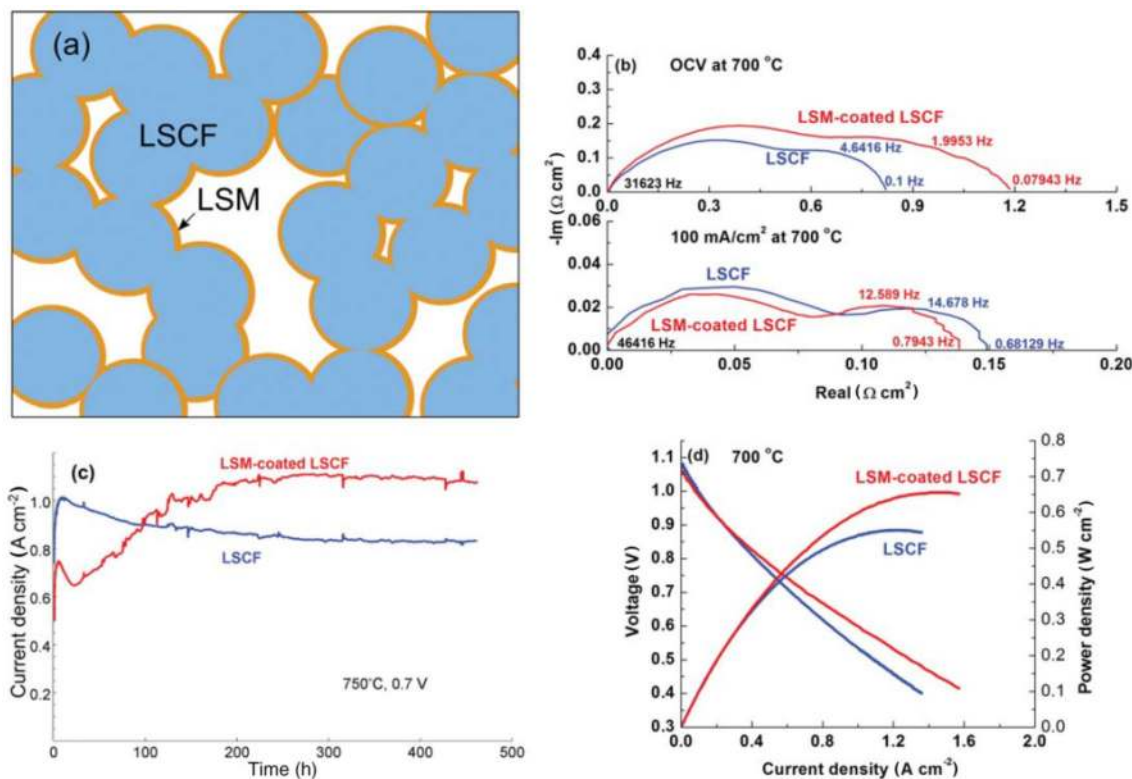 (a)
LSCF
LSM
(b) OCV at 700 °C
LSM-coated LSCF
LSCF
4.6416 Hz
1.9953 Hz
31623 Hz
0.1 Hz
0.07943 Hz
0.4
0.3
0.2
0.1
0.0
0.0 0.3 0.6 0.9 1.2 1.5
-Im (Ω cm²)
100 mA/cm² at 700 °C
LSCF
LSM-coated LSCF
12.589 Hz
14.678 Hz
46416 Hz
0.7943 Hz
0.68129 Hz
0.06
0.04
0.02
0.00
0.00 0.05 0.10 0.15 0.20
Real (Ω cm²)
(c)
LSM-coated LSCF
LSCF
750°C, 0.7 V
1.0
0.8
0.6
0.4
0.2
0 100 200 300 400 500
Current density (A cm⁻²)
Time (h)
(d) 700 °C
LSM-coated LSCF
LSCF
1.1
1.0
0.9
0.8
0.7
0.6
0.5
0.4
0.3
Voltage (V)
0.8
0.7
0.6
0.5
0.4
0.3
0.2
0.1
0.0
Power density (W cm⁻²)
0.0 0.4 0.8 1.2 1.6 2.0
Current density (A cm⁻²)